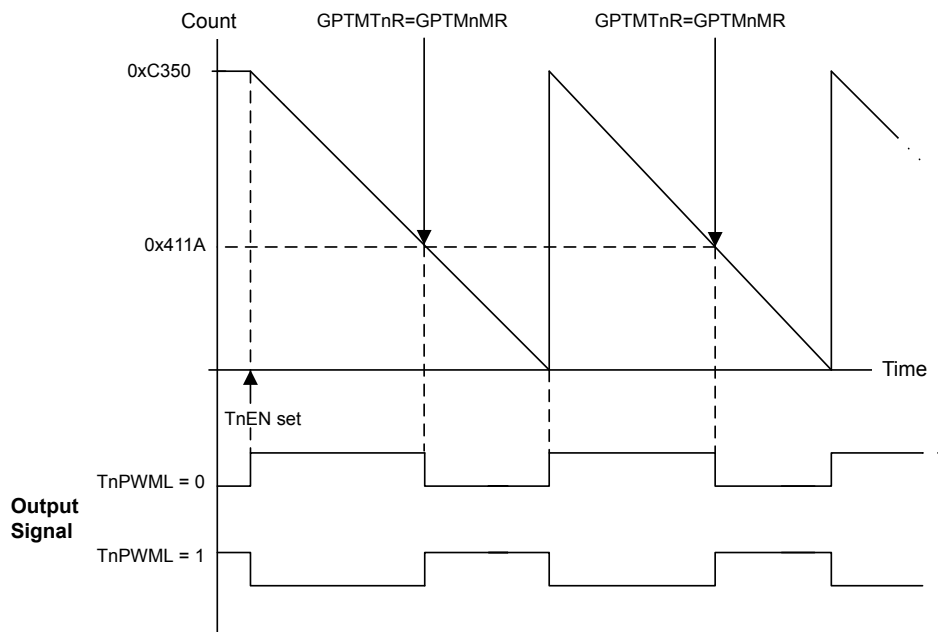 Count
GPTMTnR=GPTMnMR
GPTMTnR=GPTMnMR
0xC350
0x411A
Time
TnEN set
TnPWML = 0
Output
Signal
TnPWML = 1